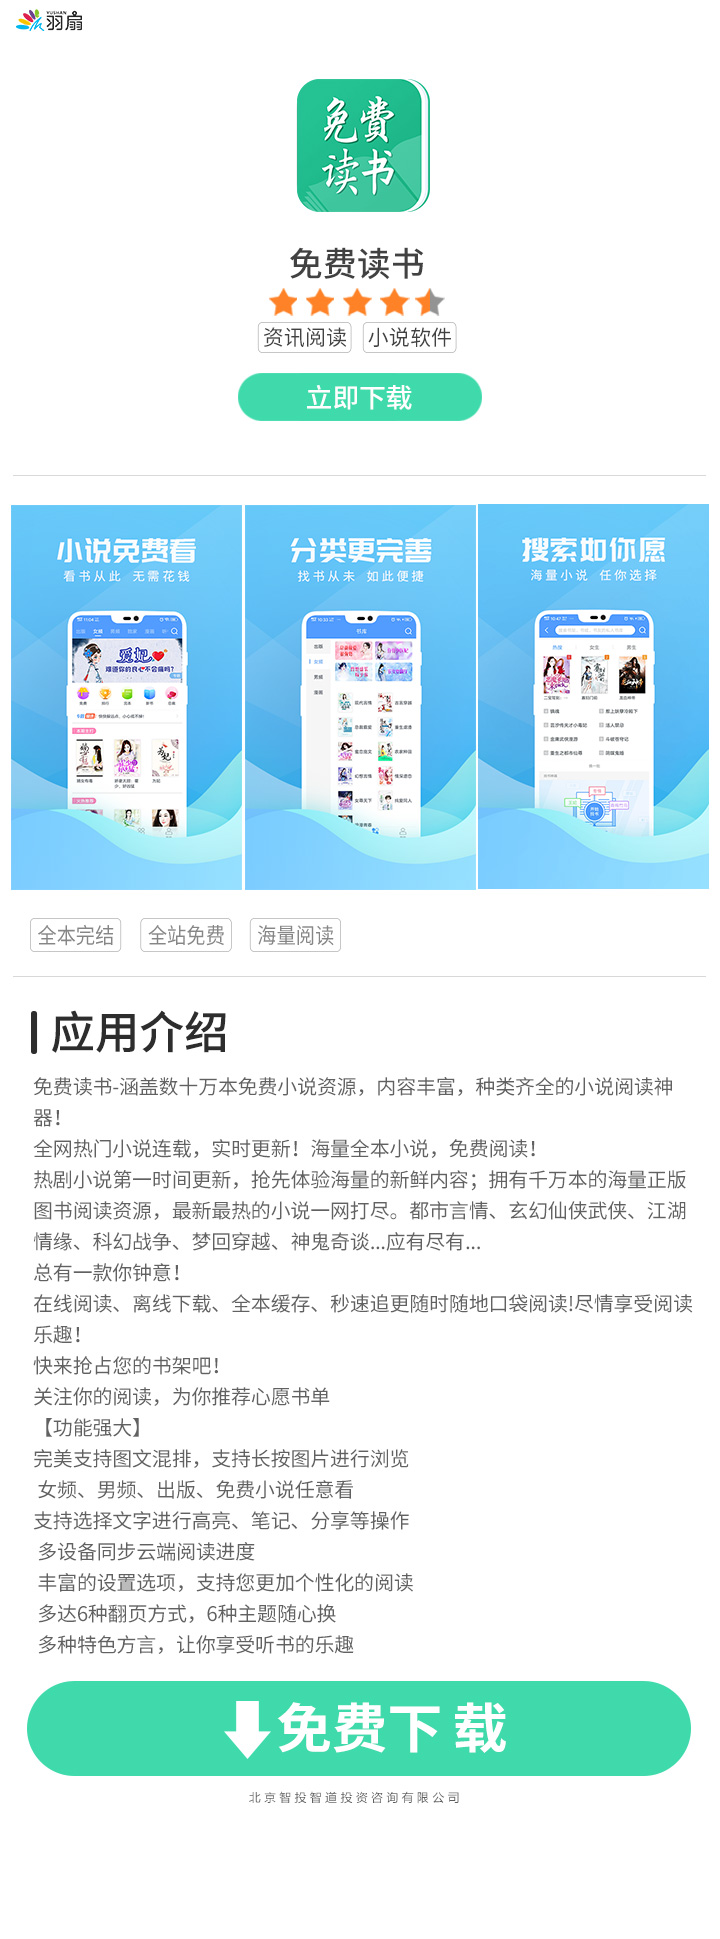 YUSHAN
羽扇
免費
读书
免费读书
资讯阅读 小说软件
立即下载
小说免费看
看书从此 无需花钱
分类更完善
找书从未 如此便捷
搜索如你愿
海量小说 任你选择
书库
热搜 女生 男生
全本完结 全站免费 海量阅读
应用介绍
免费读书-涵盖数十万本免费小说资源，内容丰富，种类齐全的小说阅读神
器！
全网热门小说连载，实时更新！海量全本小说，免费阅读！
热剧小说第一时间更新，抢先体验海量的新鲜内容；拥有千万本的海量正版
图书阅读资源，最新最热的小说一网打尽。都市言情、玄幻仙侠武侠、江湖
情缘、科幻战争、梦回穿越、神鬼奇谈...应有尽有...
总有一款你钟意！
在线阅读、离线下载、全本缓存、秒速追更随时随地口袋阅读!尽情享受阅读
乐趣！
快来抢占您的书架吧！
关注你的阅读，为你推荐心愿书单
【功能强大】
完美支持图文混排，支持长按图片进行浏览
女频、男频、出版、免费小说任意看
支持选择文字进行高亮、笔记、分享等操作
多设备同步云端阅读进度
丰富的设置选项，支持您更加个性化的阅读
多达6种翻页方式，6种主题随心换
多种特色方言，让你享受听书的乐趣
免费下载
北京智投智道投资咨询有限公司